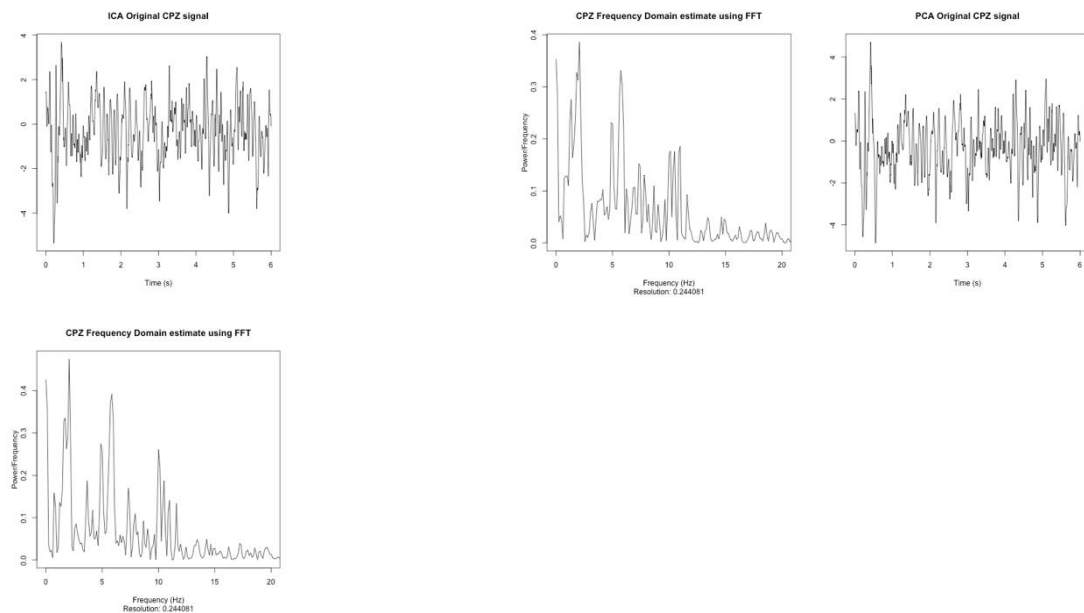 ICA Original CPZ signal
4
2
0
-2
-4
0 1 2 3 4 5 6
Time (s)
CPZ Frequency Domain estimate using FFT
Power/Frequency
0.4
0.3
0.2
0.1
0.0
0 5 10 15 20
Frequency (Hz)
Resolution: 0.244081
PCA Original CPZ signal
4
2
0
-2
-4
0 1 2 3 4 5 6
Time (s)
CPZ Frequency Domain estimate using FFT
Power/Frequency
0.4
0.3
0.2
0.1
0.0
0 5 10 15 20
Frequency (Hz)
Resolution: 0.244081